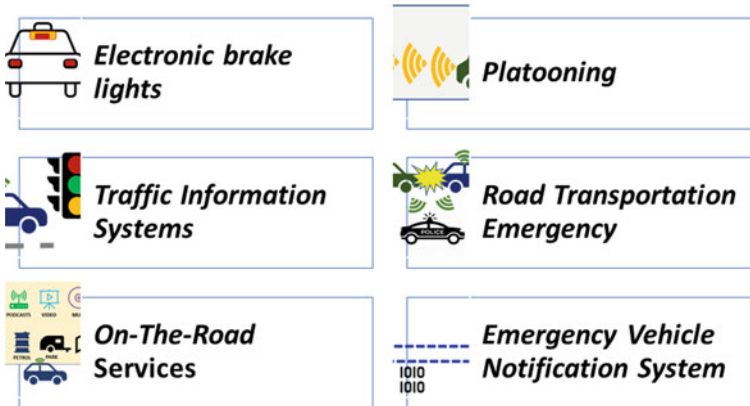 Electronic brake
lights
Platooning
Traffic Information
Systems
POLICE
Road Transportation
Emergency
PODCASTS VIDEO
PETROL PARK
On-The-Road
Services
1010
1010
Emergency Vehicle
Notification System